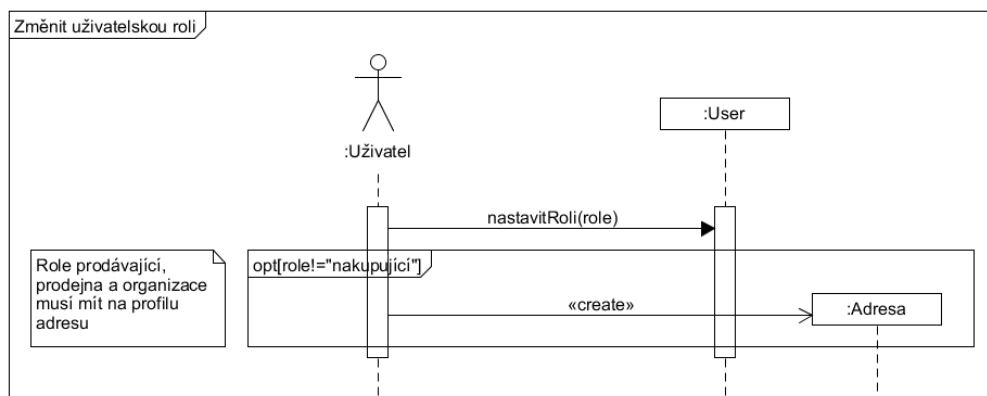 Změnit uživatelskou roli
:User
:Uživatel
nastavitRoli(role)
Role prodávající,
prodejna a organizace
musí mít na profilu
adresu
opt[role!="nakupující"]
«create»
:Adresa